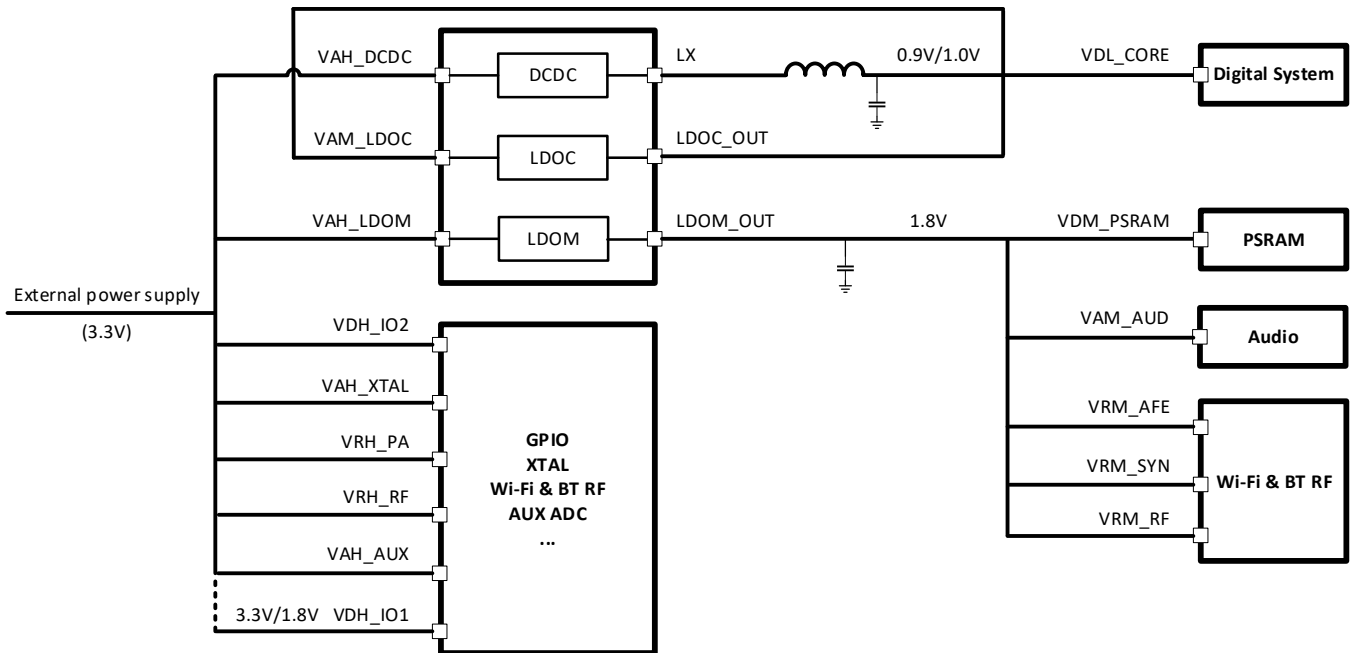 VAH_DCDC
DCDC
LX
0.9V/1.0V
VDL_CORE
Digital System
VAM_LDOC
LDOC
LDOC_OUT
VAH_LDOM
LDOM
LDOM_OUT
1.8V
VDM_PSRAM
PSRAM
External power supply
(3.3V)
VDH_IO2
VAH_XTAL
VRH_PA
VRH_RF
VAH_AUX
3.3V/1.8V VDH_IO1
GPIO
XTAL
Wi-Fi & BT RF
AUX ADC
...
VAM_AUD
Audio
VRM_AFE
VRM_SYN
VRM_RF
Wi-Fi & BT RF